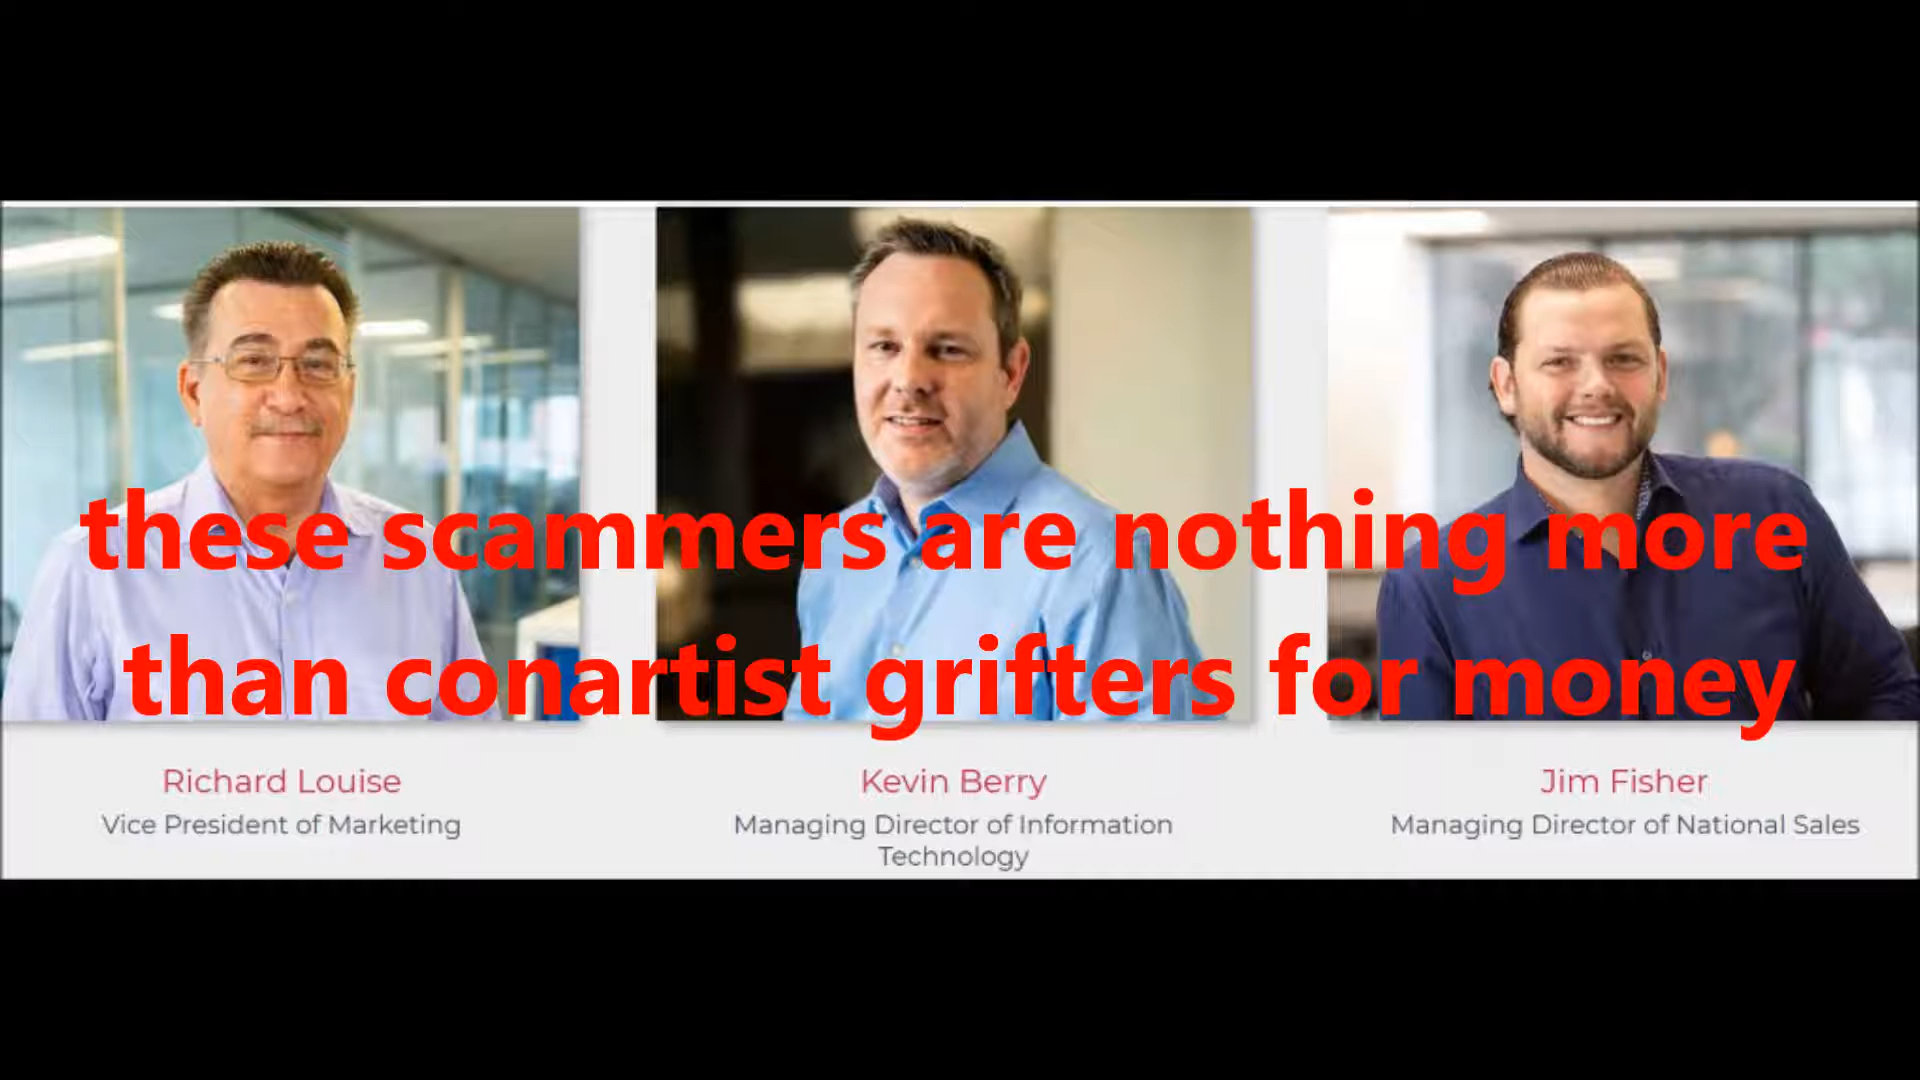 these scammers are nothing more
than conartist grifters for money
Richard Louise
Kevin Berry
Jim Fisher
Vice President of Marketing
Managing Director of Information
Technology
Managing Director of National Sales